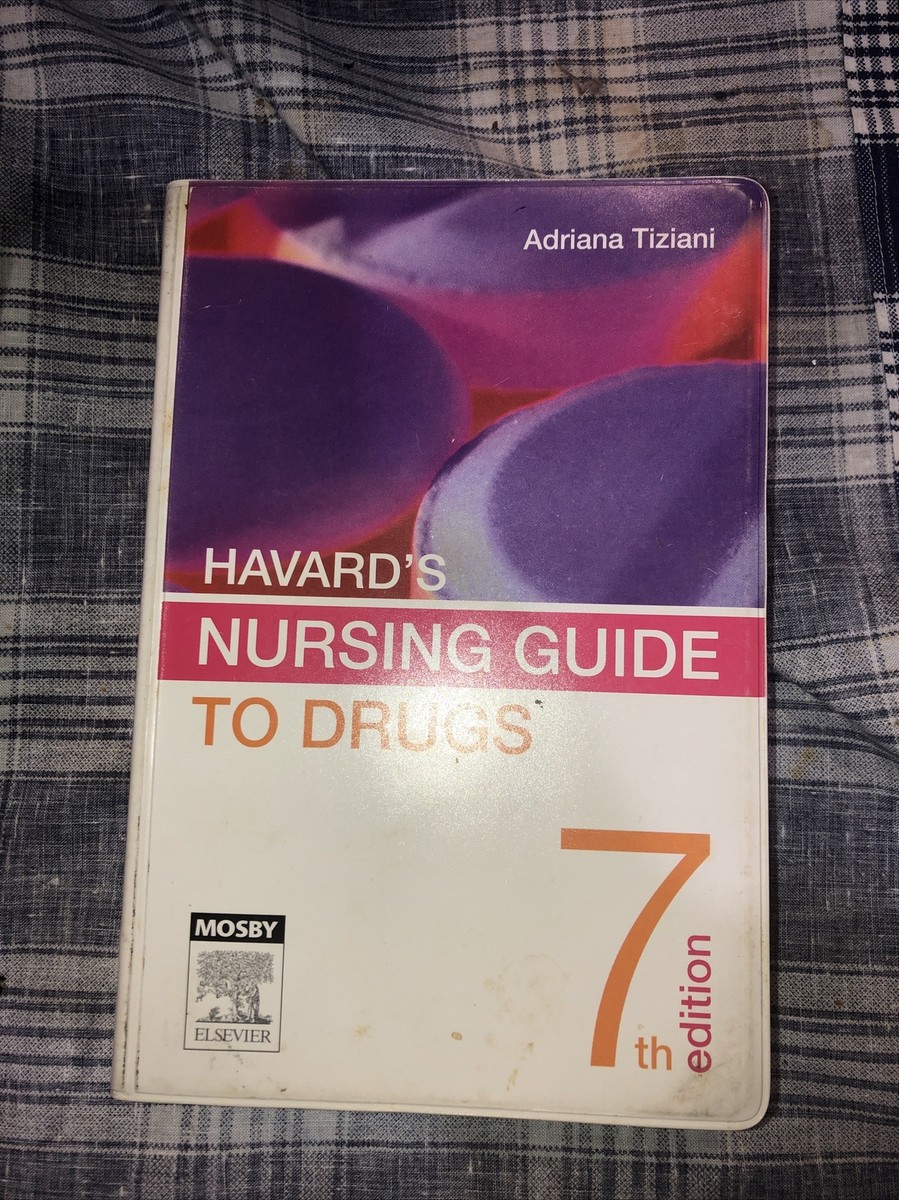 Adriana Tiziani
HAVARD'S
NURSING GUIDE
TO DRUGS
7th edition
MOSBY
ELSEVIER